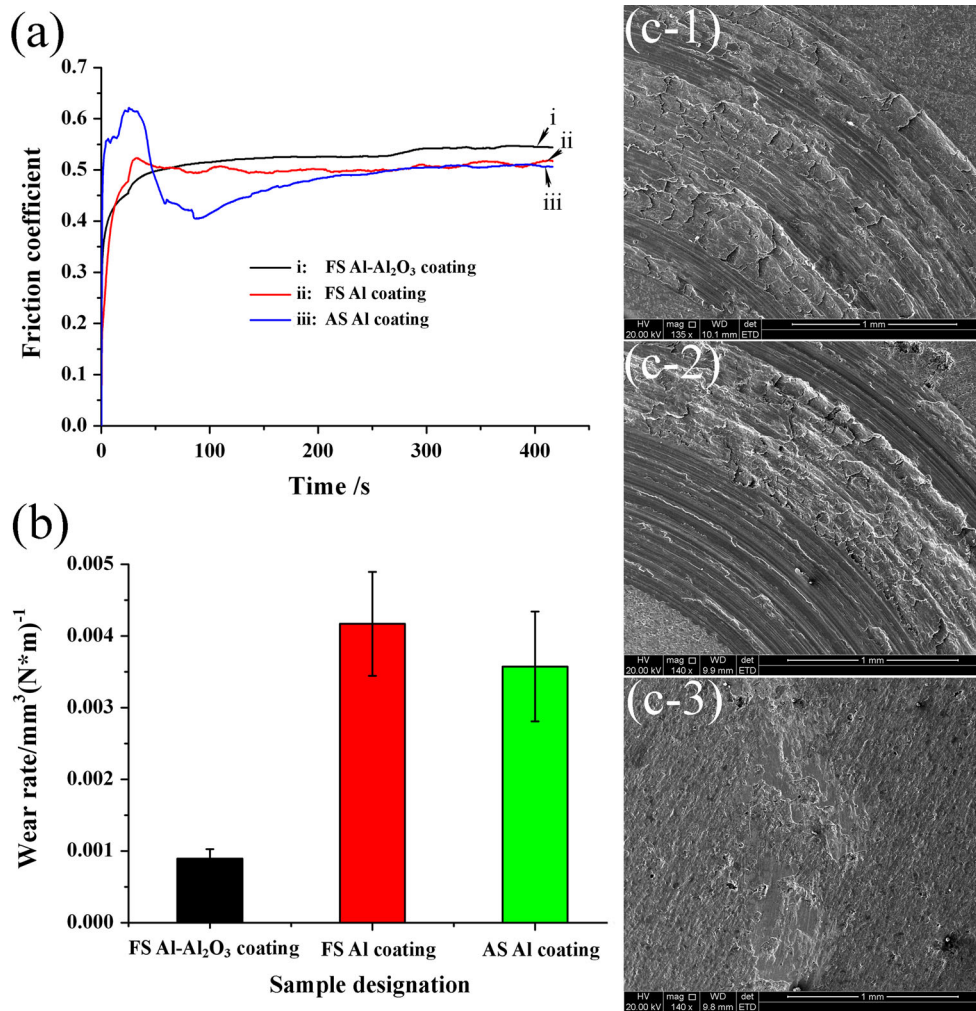 (a)
0.7
0.6
0.5
0.4
0.3
0.2
0.1
0.0
Friction coefficient
i
ii
iii
i: FS Al-Al₂O₃ coating
ii: FS Al coating
iii: AS Al coating
0 100 200 300 400
Time /s
(b)
0.005
0.004
0.003
0.002
0.001
0.000
Wear rate/mm³(N*m)⁻¹
FS Al-Al₂O₃ coating FS Al coating AS Al coating
Sample designation
(c-1)
HV mag WD det
20.00 kV 135 x 10.1 mm ETD
1 mm
(c-2)
HV mag WD det
20.00 kV 140 x 9.9 mm ETD
1 mm
(c-3)
HV mag WD det
20.00 kV 140 x 9.8 mm ETD
1 mm